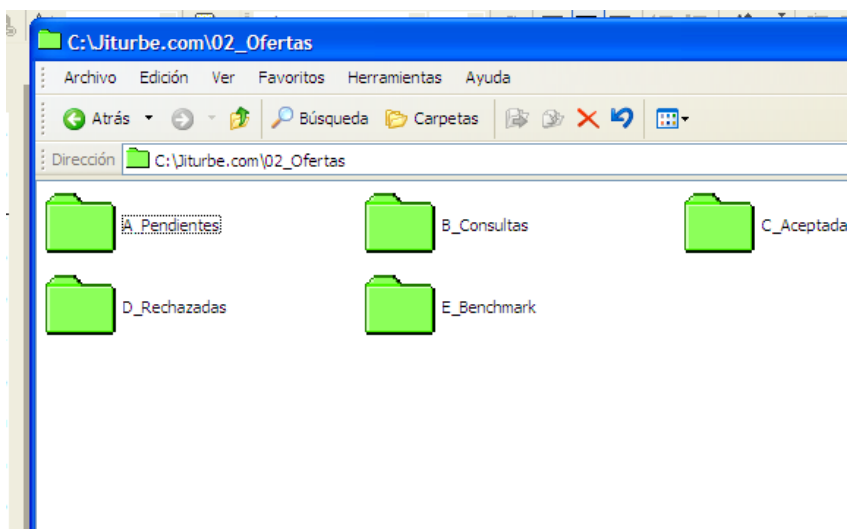 C:\Jiturbe.com\02_Ofertas
Archivo Edición Ver Favoritos Herramientas Ayuda
Atrás Búsqueda Carpetas
Dirección C:\Jiturbe.com\02_Ofertas
A_Pendientes B_Consultas C_Aceptada
D_Rechazadas E_Benchmark